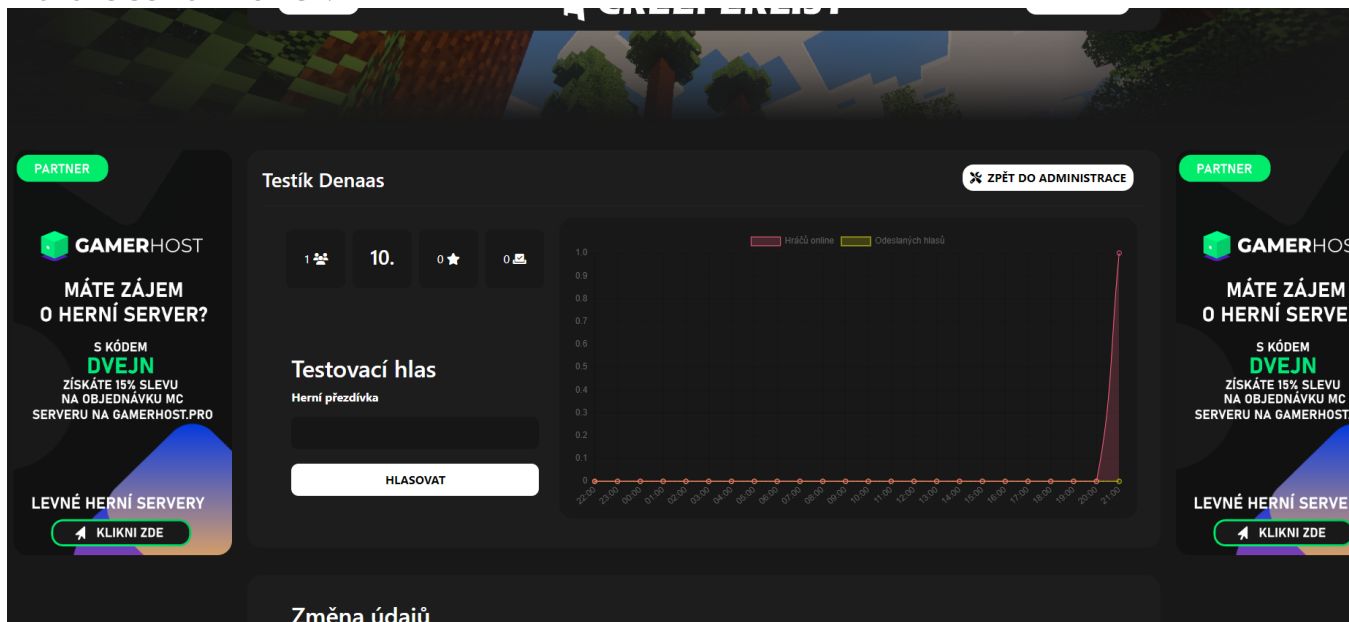 CREEPERLIST
PARTNER
GAMERHOST
MÁTE ZÁJEM
O HERNÍ SERVER?
S KÓDEM
DVEJN
ZÍSKÁTE 15% SLEVU
NA OBJEDNÁVKU MC
SERVERU NA GAMERHOST.PRO
LEVNÉ HERNÍ SERVERY
KLIKNI ZDE
Testík Denaas
ZPĚT DO ADMINISTRACE
1
10.
0
0
Testovací hlas
Herní přezdívka
HLASOVAT
Hráčů online
Odeslaných hlasů
1.0
0.9
0.8
0.7
0.6
0.5
0.4
0.3
0.2
0.1
0
22:00
23:00
00:00
01:00
02:00
03:00
04:00
05:00
06:00
07:00
08:00
09:00
10:00
11:00
12:00
13:00
14:00
15:00
16:00
17:00
18:00
19:00
20:00
21:00
Změna údajů
PARTNER
GAMERHOS
MÁTE ZÁJEM
O HERNÍ SERVE
S KÓDEM
DVEJN
ZÍSKÁTE 15% SLEVU
NA OBJEDNÁVKU MC
SERVERU NA GAMERHOST.
LEVNÉ HERNÍ SERVE
KLIKNI ZDE